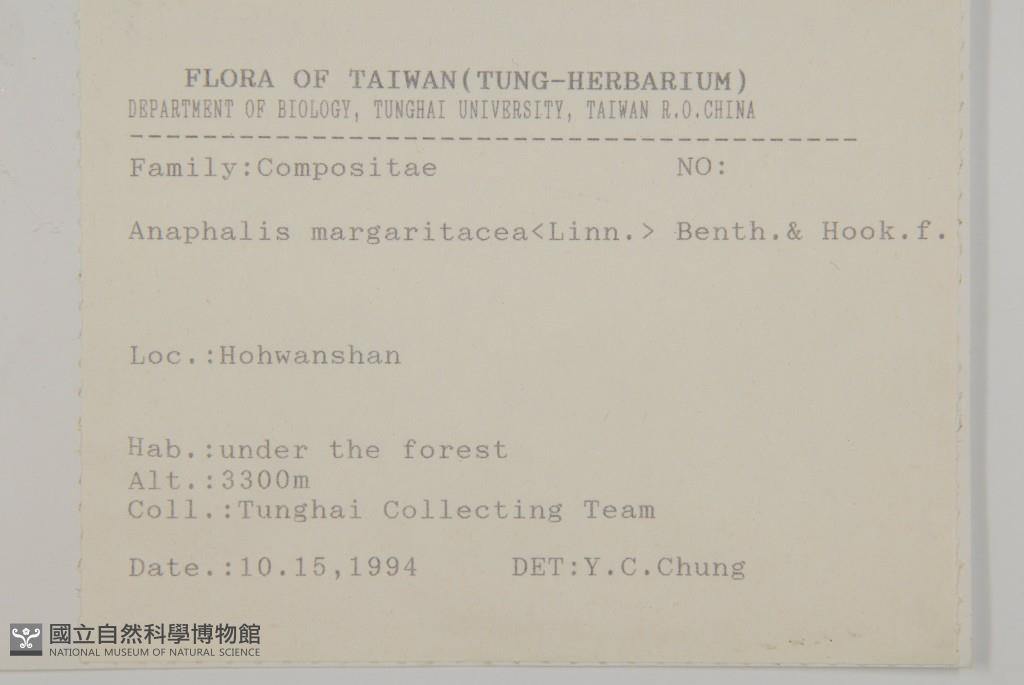 FLORA OF TAIWAN(TUNG-HERBARIUM)
DEPARTMENT OF BIOLOGY, TUNGHAI UNIVERSITY, TAIWAN R.O.CHINA
Family:Compositae NO:
Anaphalis margaritacea<Linn.> Benth.& Hook.f.
Loc.:Hohwanshan
Hab.:under the forest
Alt.:3300m
Coll.:Tunghai Collecting Team
Date.:10.15,1994 DET:Y.C.Chung
國立自然科學博物館
NATIONAL MUSEUM OF NATURAL SCIENCE